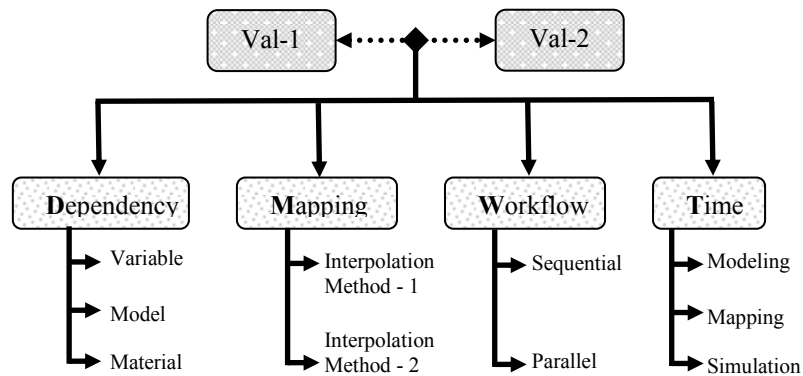 Val-1
Val-2
Dependency
Mapping
Workflow
Time
Variable
Model
Material
Interpolation
Method - 1
Interpolation
Method - 2
Sequential
Parallel
Modeling
Mapping
Simulation